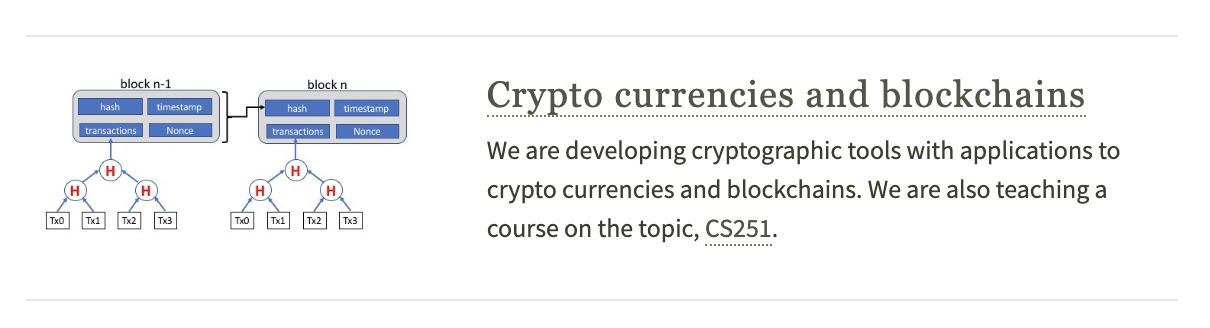 block n-1
hash
timestamp
transactions
Nonce
H
H
H
Tx0
Tx1
Tx2
Tx3
block n
hash
timestamp
transactions
Nonce
H
H
H
Tx0
Tx1
Tx2
Tx3
Crypto currencies and blockchains
We are developing cryptographic tools with applications to
crypto currencies and blockchains. We are also teaching a
course on the topic, CS251.